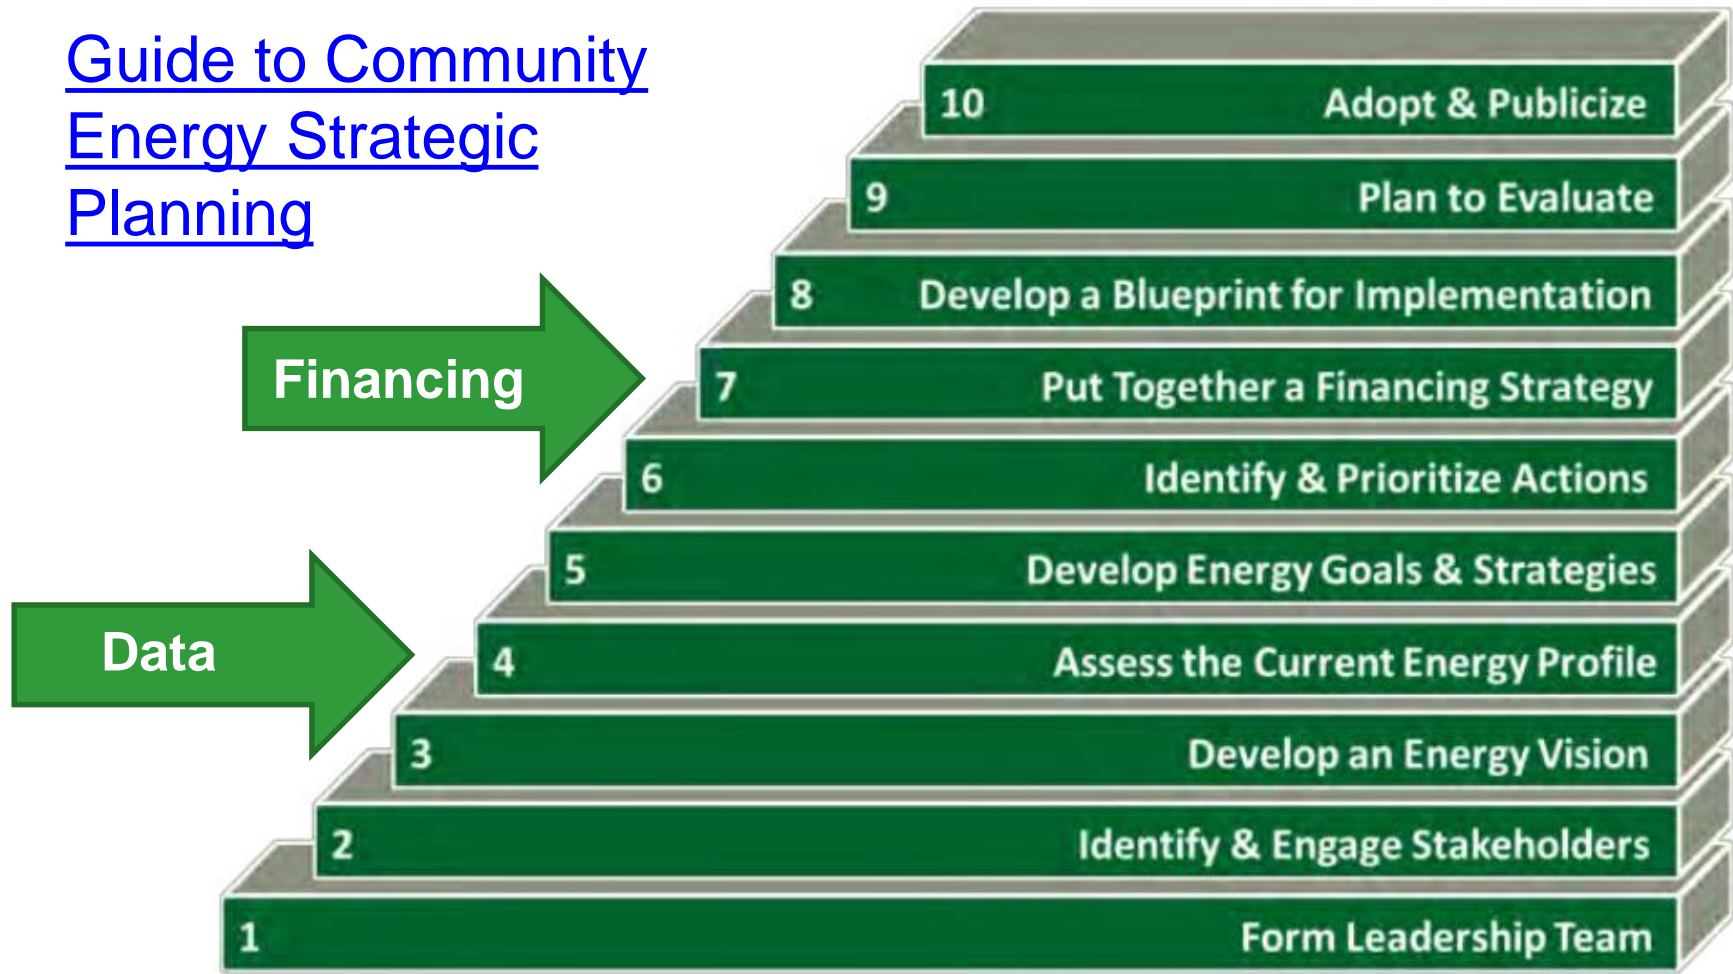 Guide to Community
Energy Strategic
Planning
10 Adopt & Publicize
9 Plan to Evaluate
8 Develop a Blueprint for Implementation
Financing
7 Put Together a Financing Strategy
6 Identify & Prioritize Actions
5 Develop Energy Goals & Strategies
Data
4 Assess the Current Energy Profile
3 Develop an Energy Vision
2 Identify & Engage Stakeholders
1 Form Leadership Team